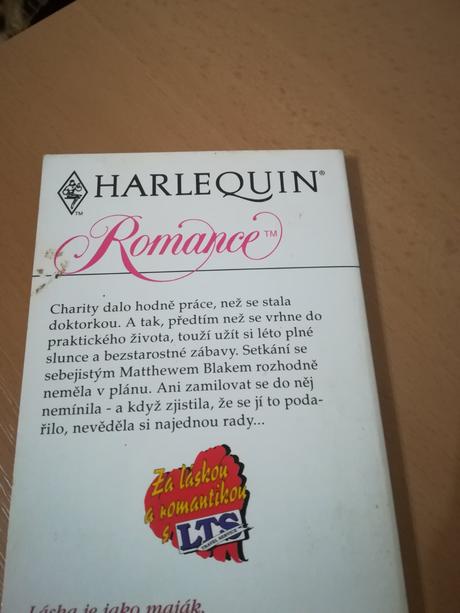 HARLEQUIN®
TM
Romance™
Charity dalo hodně práce, než se stala
doktorkou. A tak, předtím než se vrhne do
praktického života, touží užít si léto plné
slunce a bezstarostné zábavy. Setkání se
sebejistým Matthewem Blakem rozhodně
neměla v plánu. Ani zamilovat se do něj
nemínila - a když zjistila, že se jí to poda-
řilo, nevěděla si najednou rady...
Za láskou
a romantikou
s
LTS
TRAVEL SERVICE
Láska je jako maják.